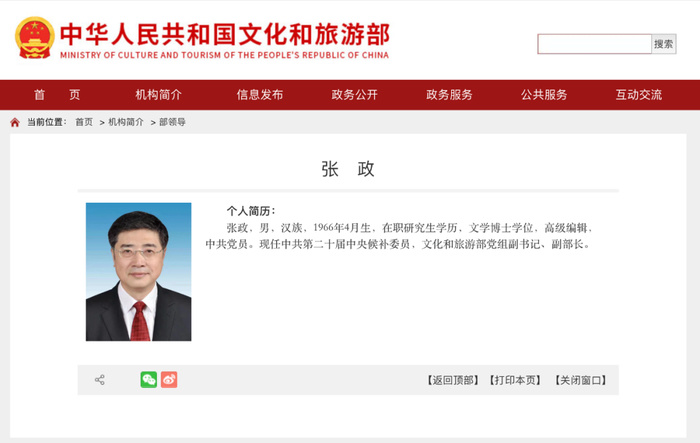 中华人民共和国文化和旅游部
MINISTRY OF CULTURE AND TOURISM OF THE PEOPLE'S REPUBLIC OF CHINA
搜索
首 页 机构简介 信息发布 政务公开 政务服务 公共服务 互动交流
当前位置: 首页 > 机构简介 > 部领导
张 政
个人简历:
张政，男，汉族，1966年4月生，在职研究生学历，文学博士学位，高级编辑，
中共党员。现任中共第二十届中央候补委员，文化和旅游部党组副书记、副部长。
【返回顶部】【打印本页】 【关闭窗口】